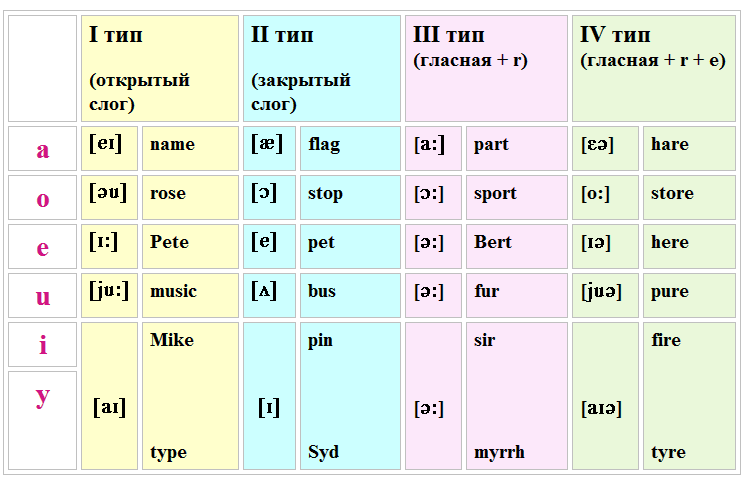 I тип II тип III тип IV тип
(открытый слог) (закрытый слог) (гласная + r) (гласная + r + e)
a [eɪ] name [æ] flag [a:] part [ɛə] hare
o [əu] rose [ɔ] stop [ɔ:] sport [o:] store
e [ɪ:] Pete [e] pet [ə:] Bert [ɪə] here
u [ju:] music [ʌ] bus [ə:] fur [juə] pure
i Mike pin sir fire
y [aɪ] [ɪ] [ə:] [aɪə]
type Syd myrrh tyre